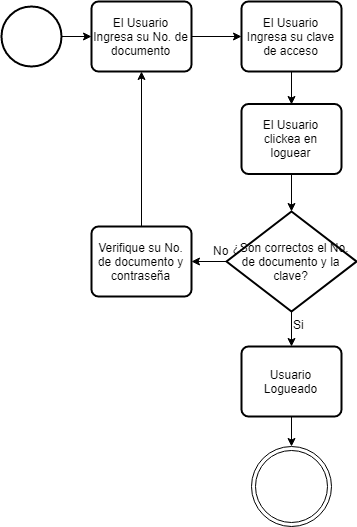 El Usuario
Ingresa su No. de
documento
El Usuario
Ingresa su clave
de acceso
El Usuario
clickea en
loguear
¿Son correctos el No.
de documento y la
clave?
No
Verifique su No.
de documento y
contraseña
Si
Usuario
Logueado